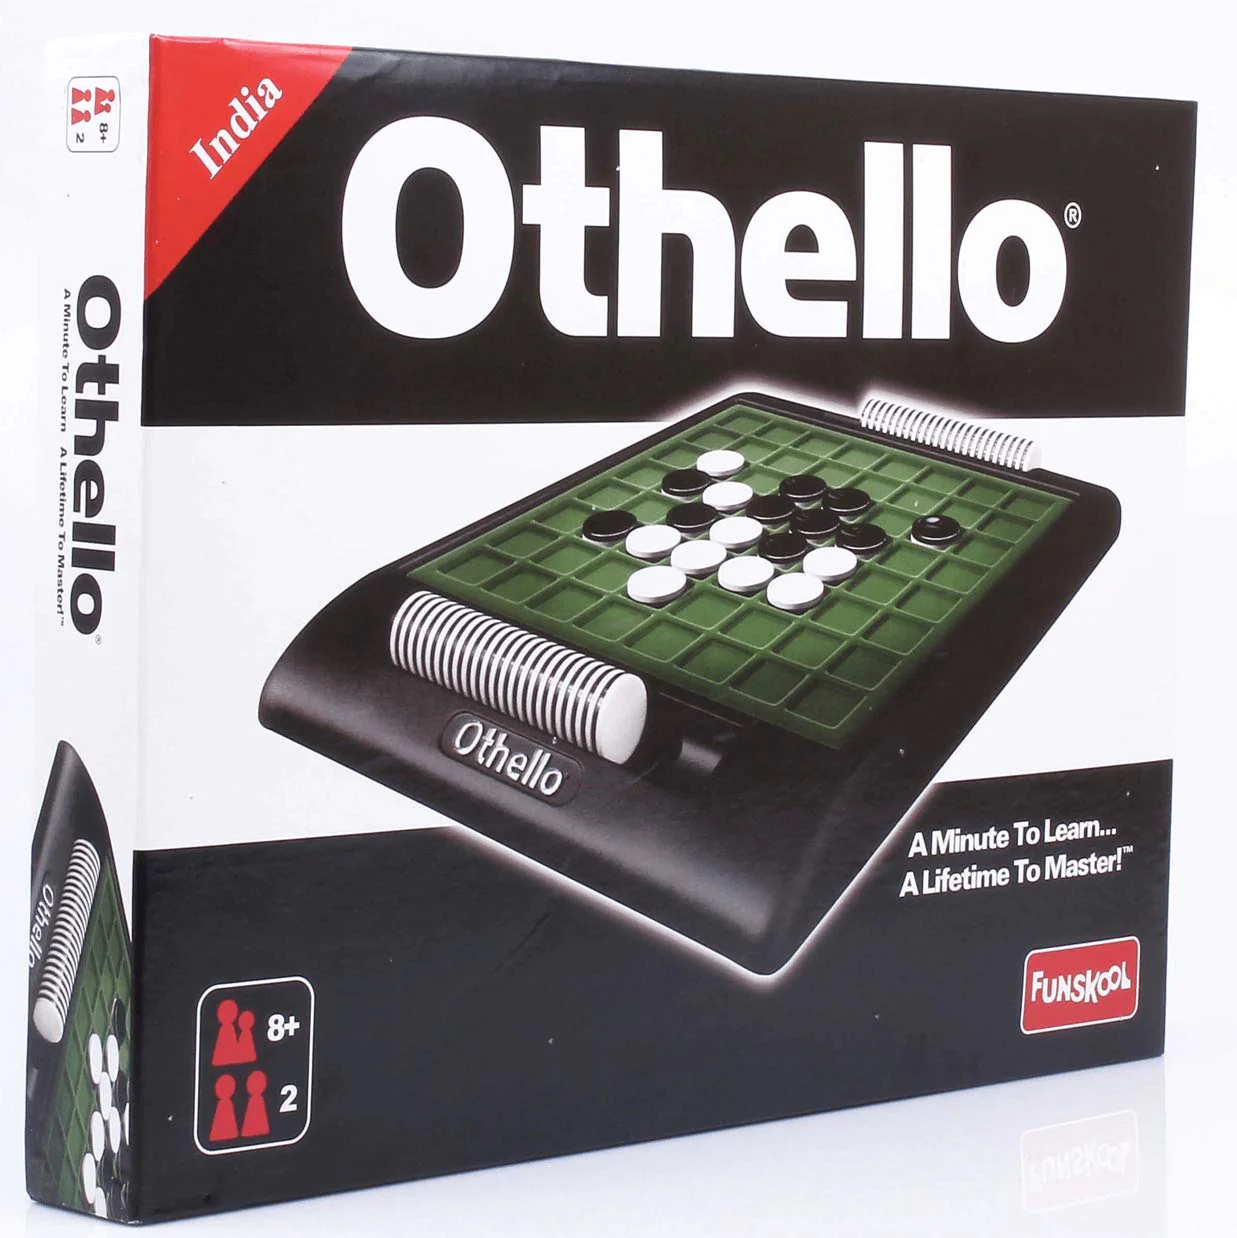 India
Othello®
Othello
A Minute To Learn...
A Lifetime To Master!™
FUNSKOOL
8+
2
8+
2
Othello®
A Minute To Learn A Lifetime To Master!™
Othello